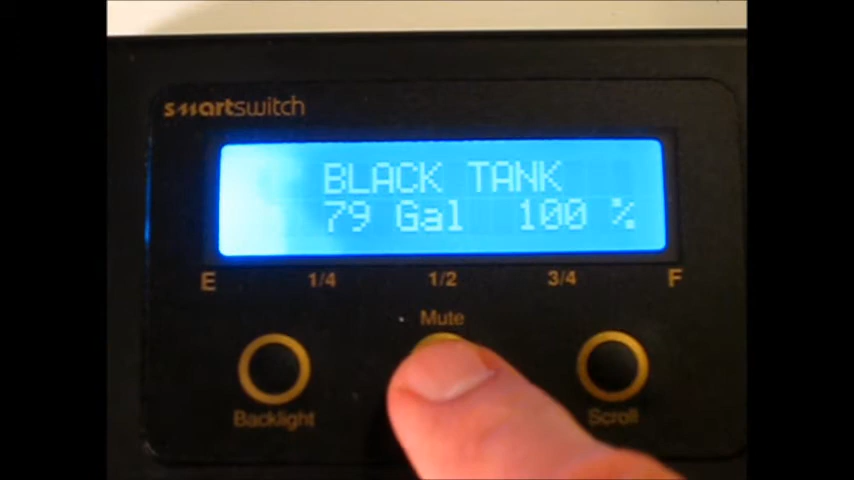 smartswitch
BLACK TANK
79 Gal 100 %
E 1/4 1/2 3/4 F
Mute
Backlight Scroll